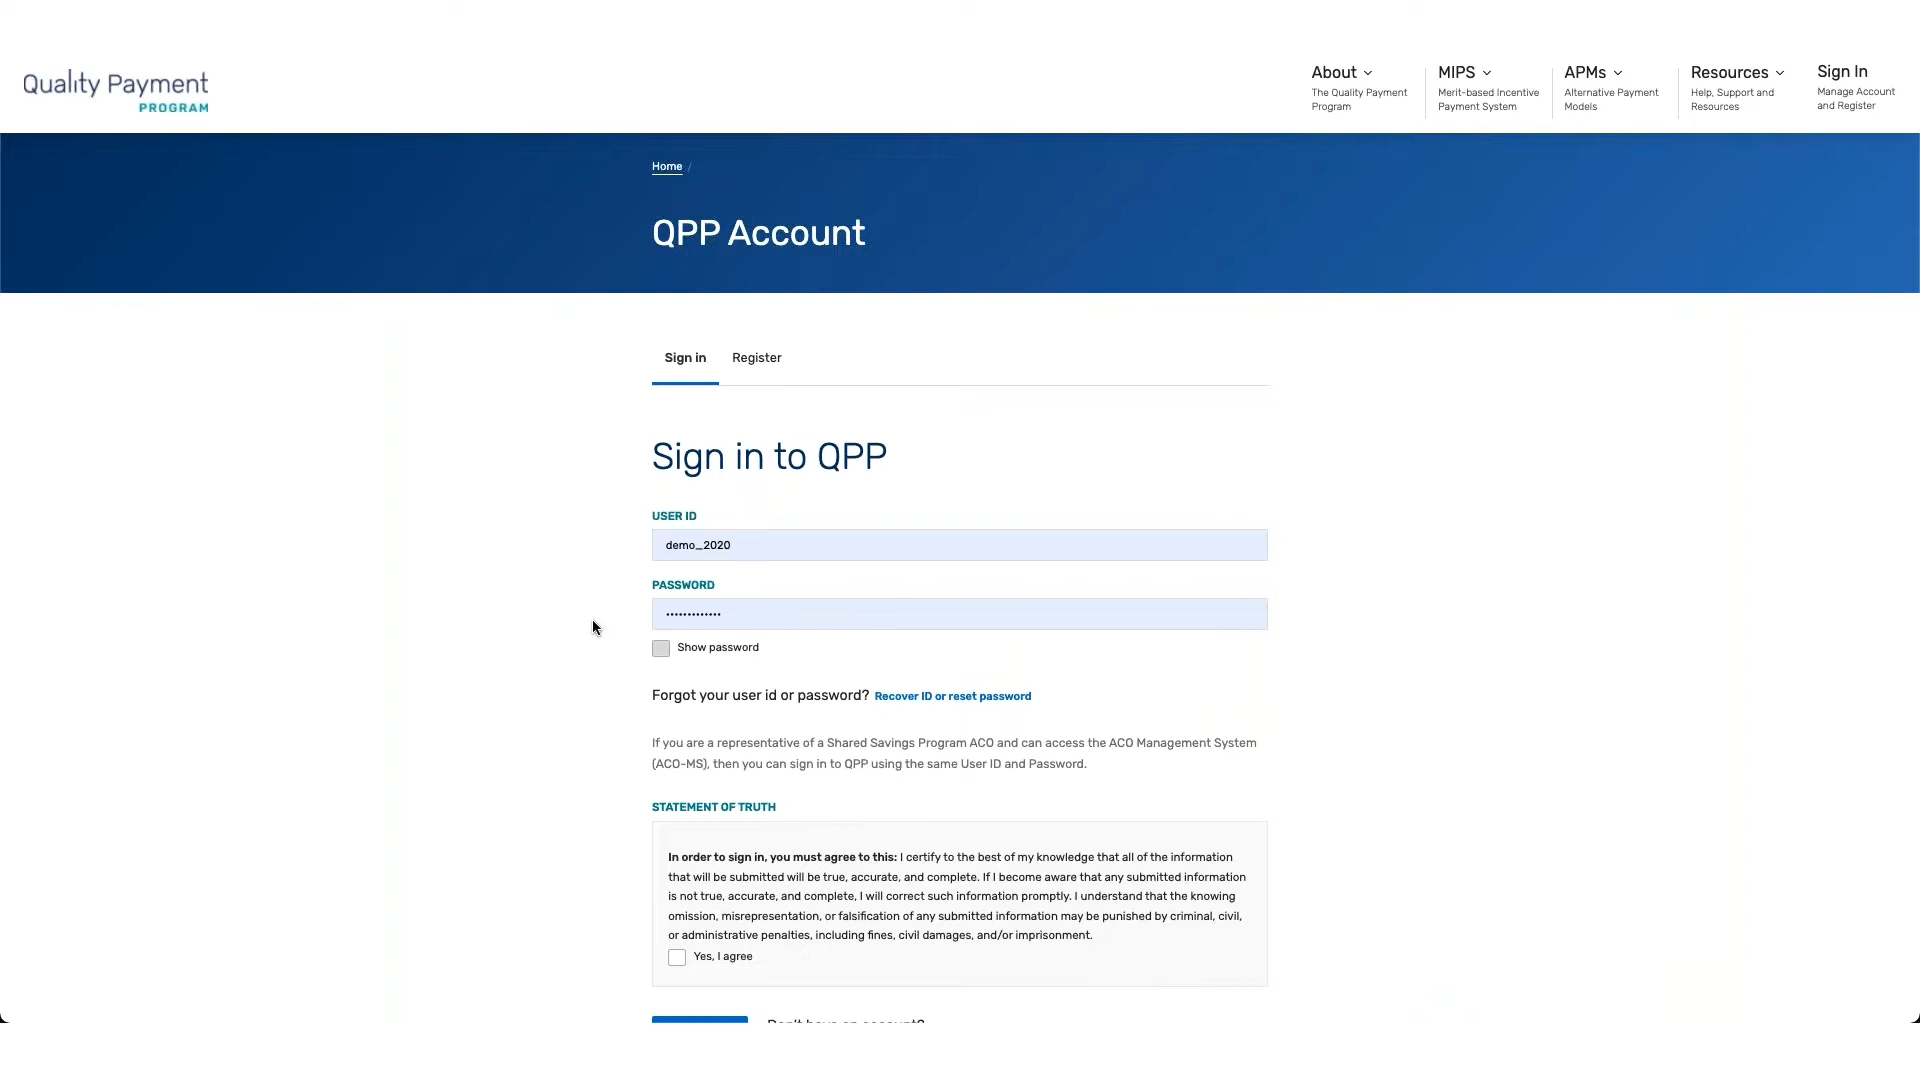 Quality Payment
PROGRAM
About
The Quality Payment
Program
MIPS
Merit-based Incentive
Payment System
APMs
Alternative Payment
Models
Resources
Help, Support and
Resources
Sign In
Manage Account
and Register
Home /
QPP Account
Sign in Register
Sign in to QPP
USER ID
demo_2020
PASSWORD
•••••••••••••
Show password
Forgot your user id or password? Recover ID or reset password
If you are a representative of a Shared Savings Program ACO and can access the ACO Management System
(ACO-MS), then you can sign in to QPP using the same User ID and Password.
STATEMENT OF TRUTH
In order to sign in, you must agree to this: I certify to the best of my knowledge that all of the information
that will be submitted will be true, accurate, and complete. If I become aware that any submitted information
is not true, accurate, and complete, I will correct such information promptly. I understand that the knowing
omission, misrepresentation, or falsification of any submitted information may be punished by criminal, civil,
or administrative penalties, including fines, civil damages, and/or imprisonment.
Yes, I agree
Don't have an account?